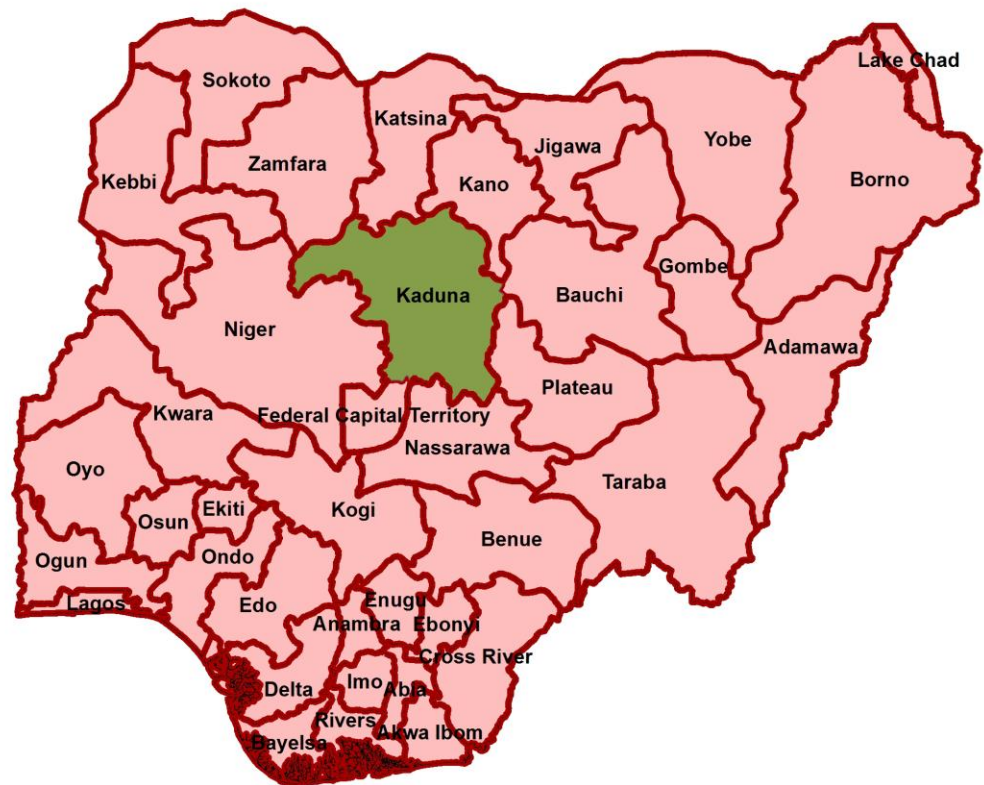 Lake Chad
Sokoto
Katsina
Yobe
Jigawa
Zamfara
Kebbi
Kano
Borno
Gombe
Kaduna
Bauchi
Niger
Adamawa
Plateau
Kwara
Federal Capital Territory
Nassarawa
Oyo
Taraba
Kogi
Ekiti
Osun
Benue
Ogun
Ondo
Lagos
Edo
Enugu
Anambra
Ebonyi
Cross River
Imo
Abia
Delta
Rivers
Akwa Ibom
Bayelsa